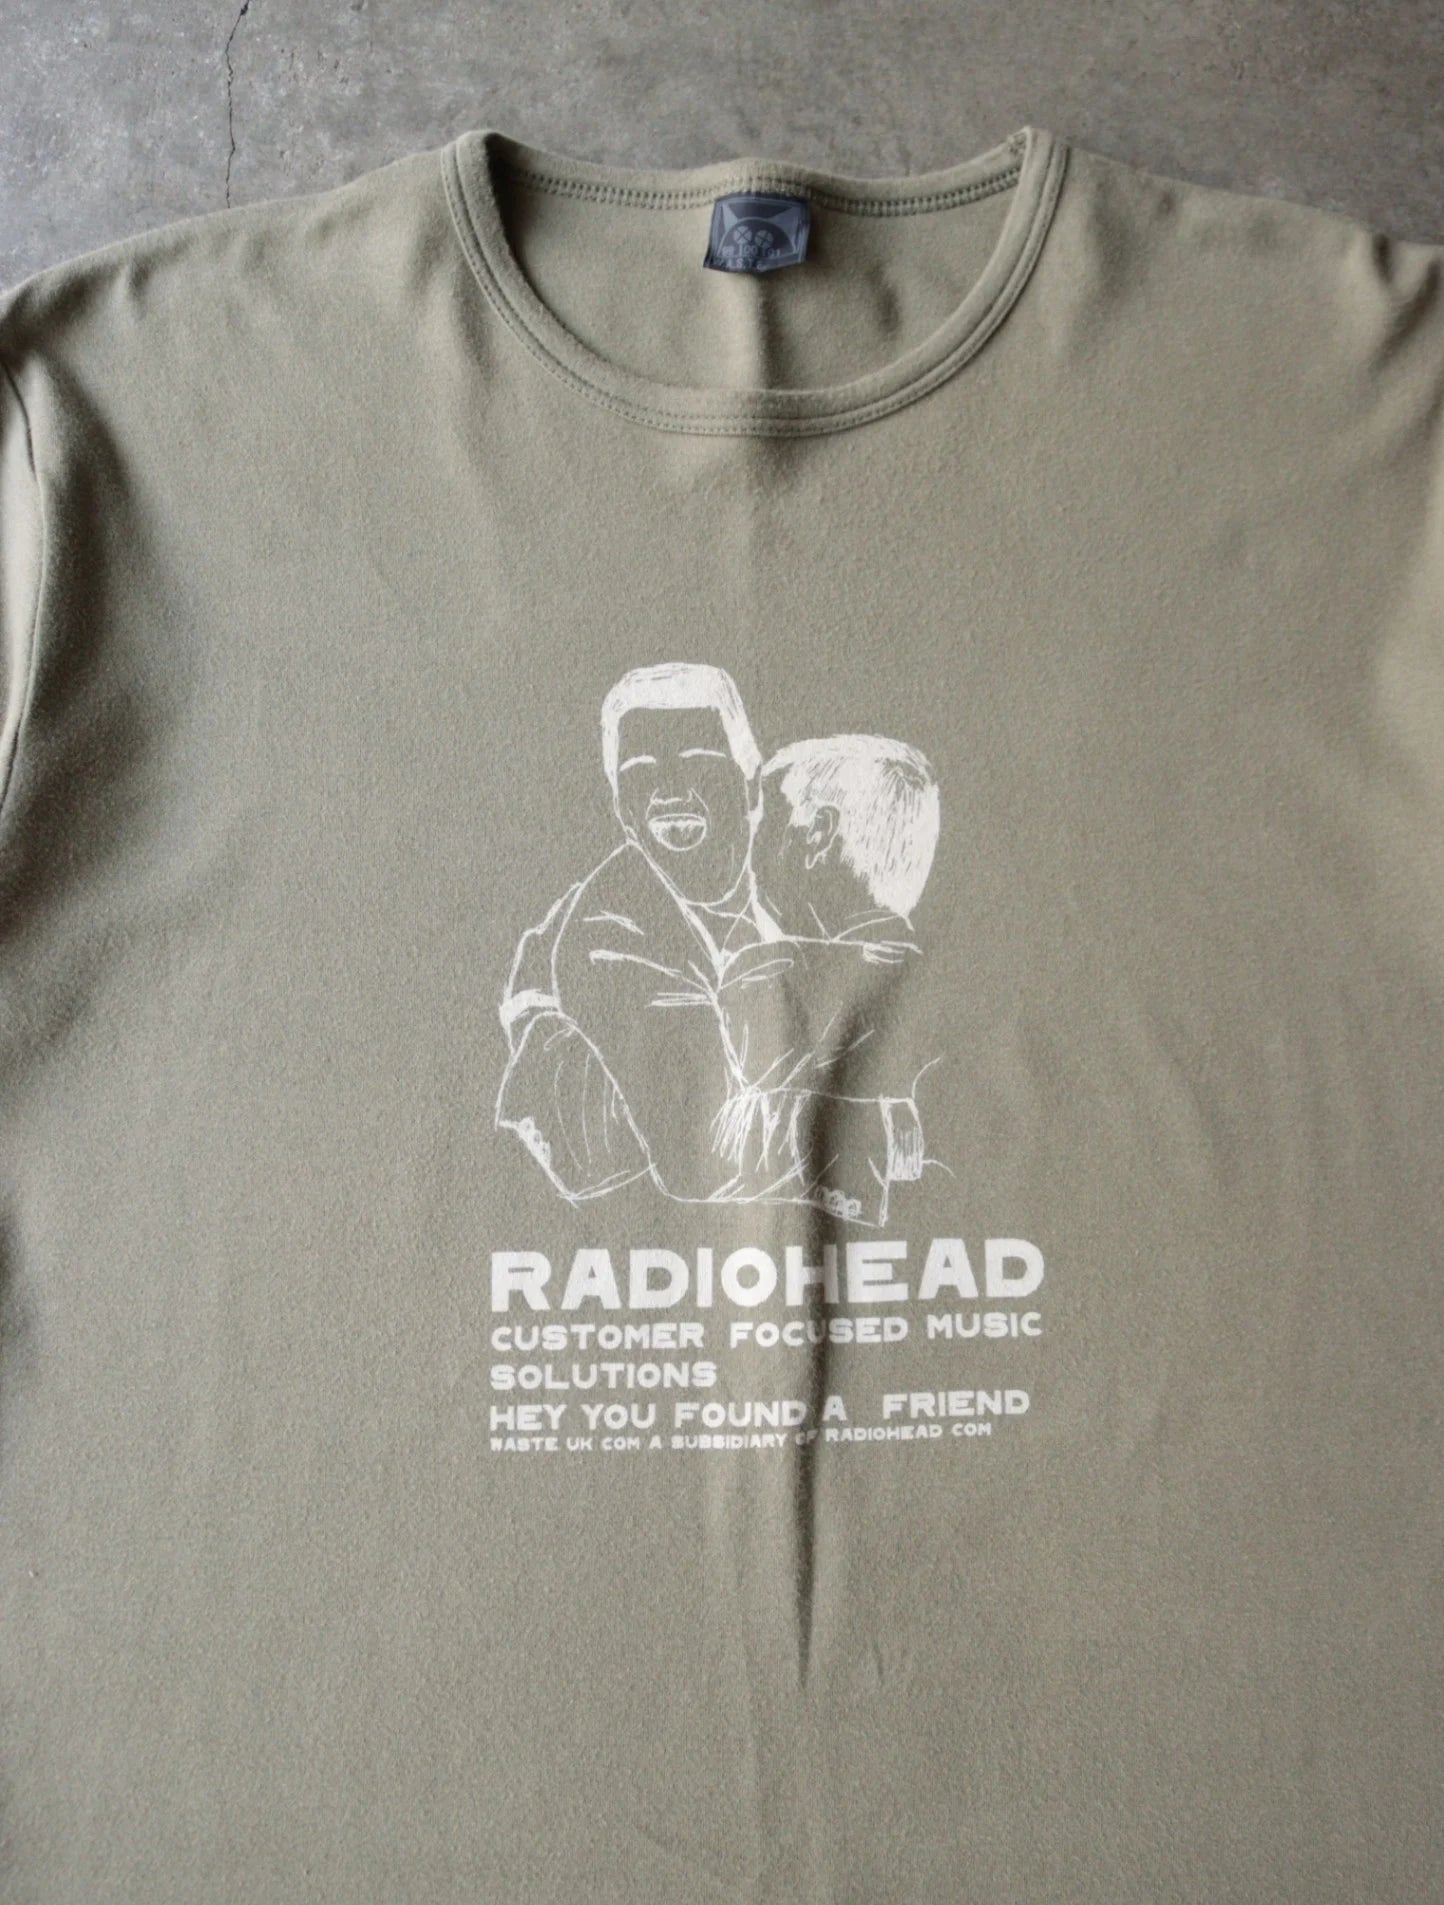 RADIOHEAD
CUSTOMER FOCUSED MUSIC
SOLUTIONS
HEY YOU FOUND A FRIEND
WASTE UK COM A SUBSIDIARY OF RADIOHEAD COM